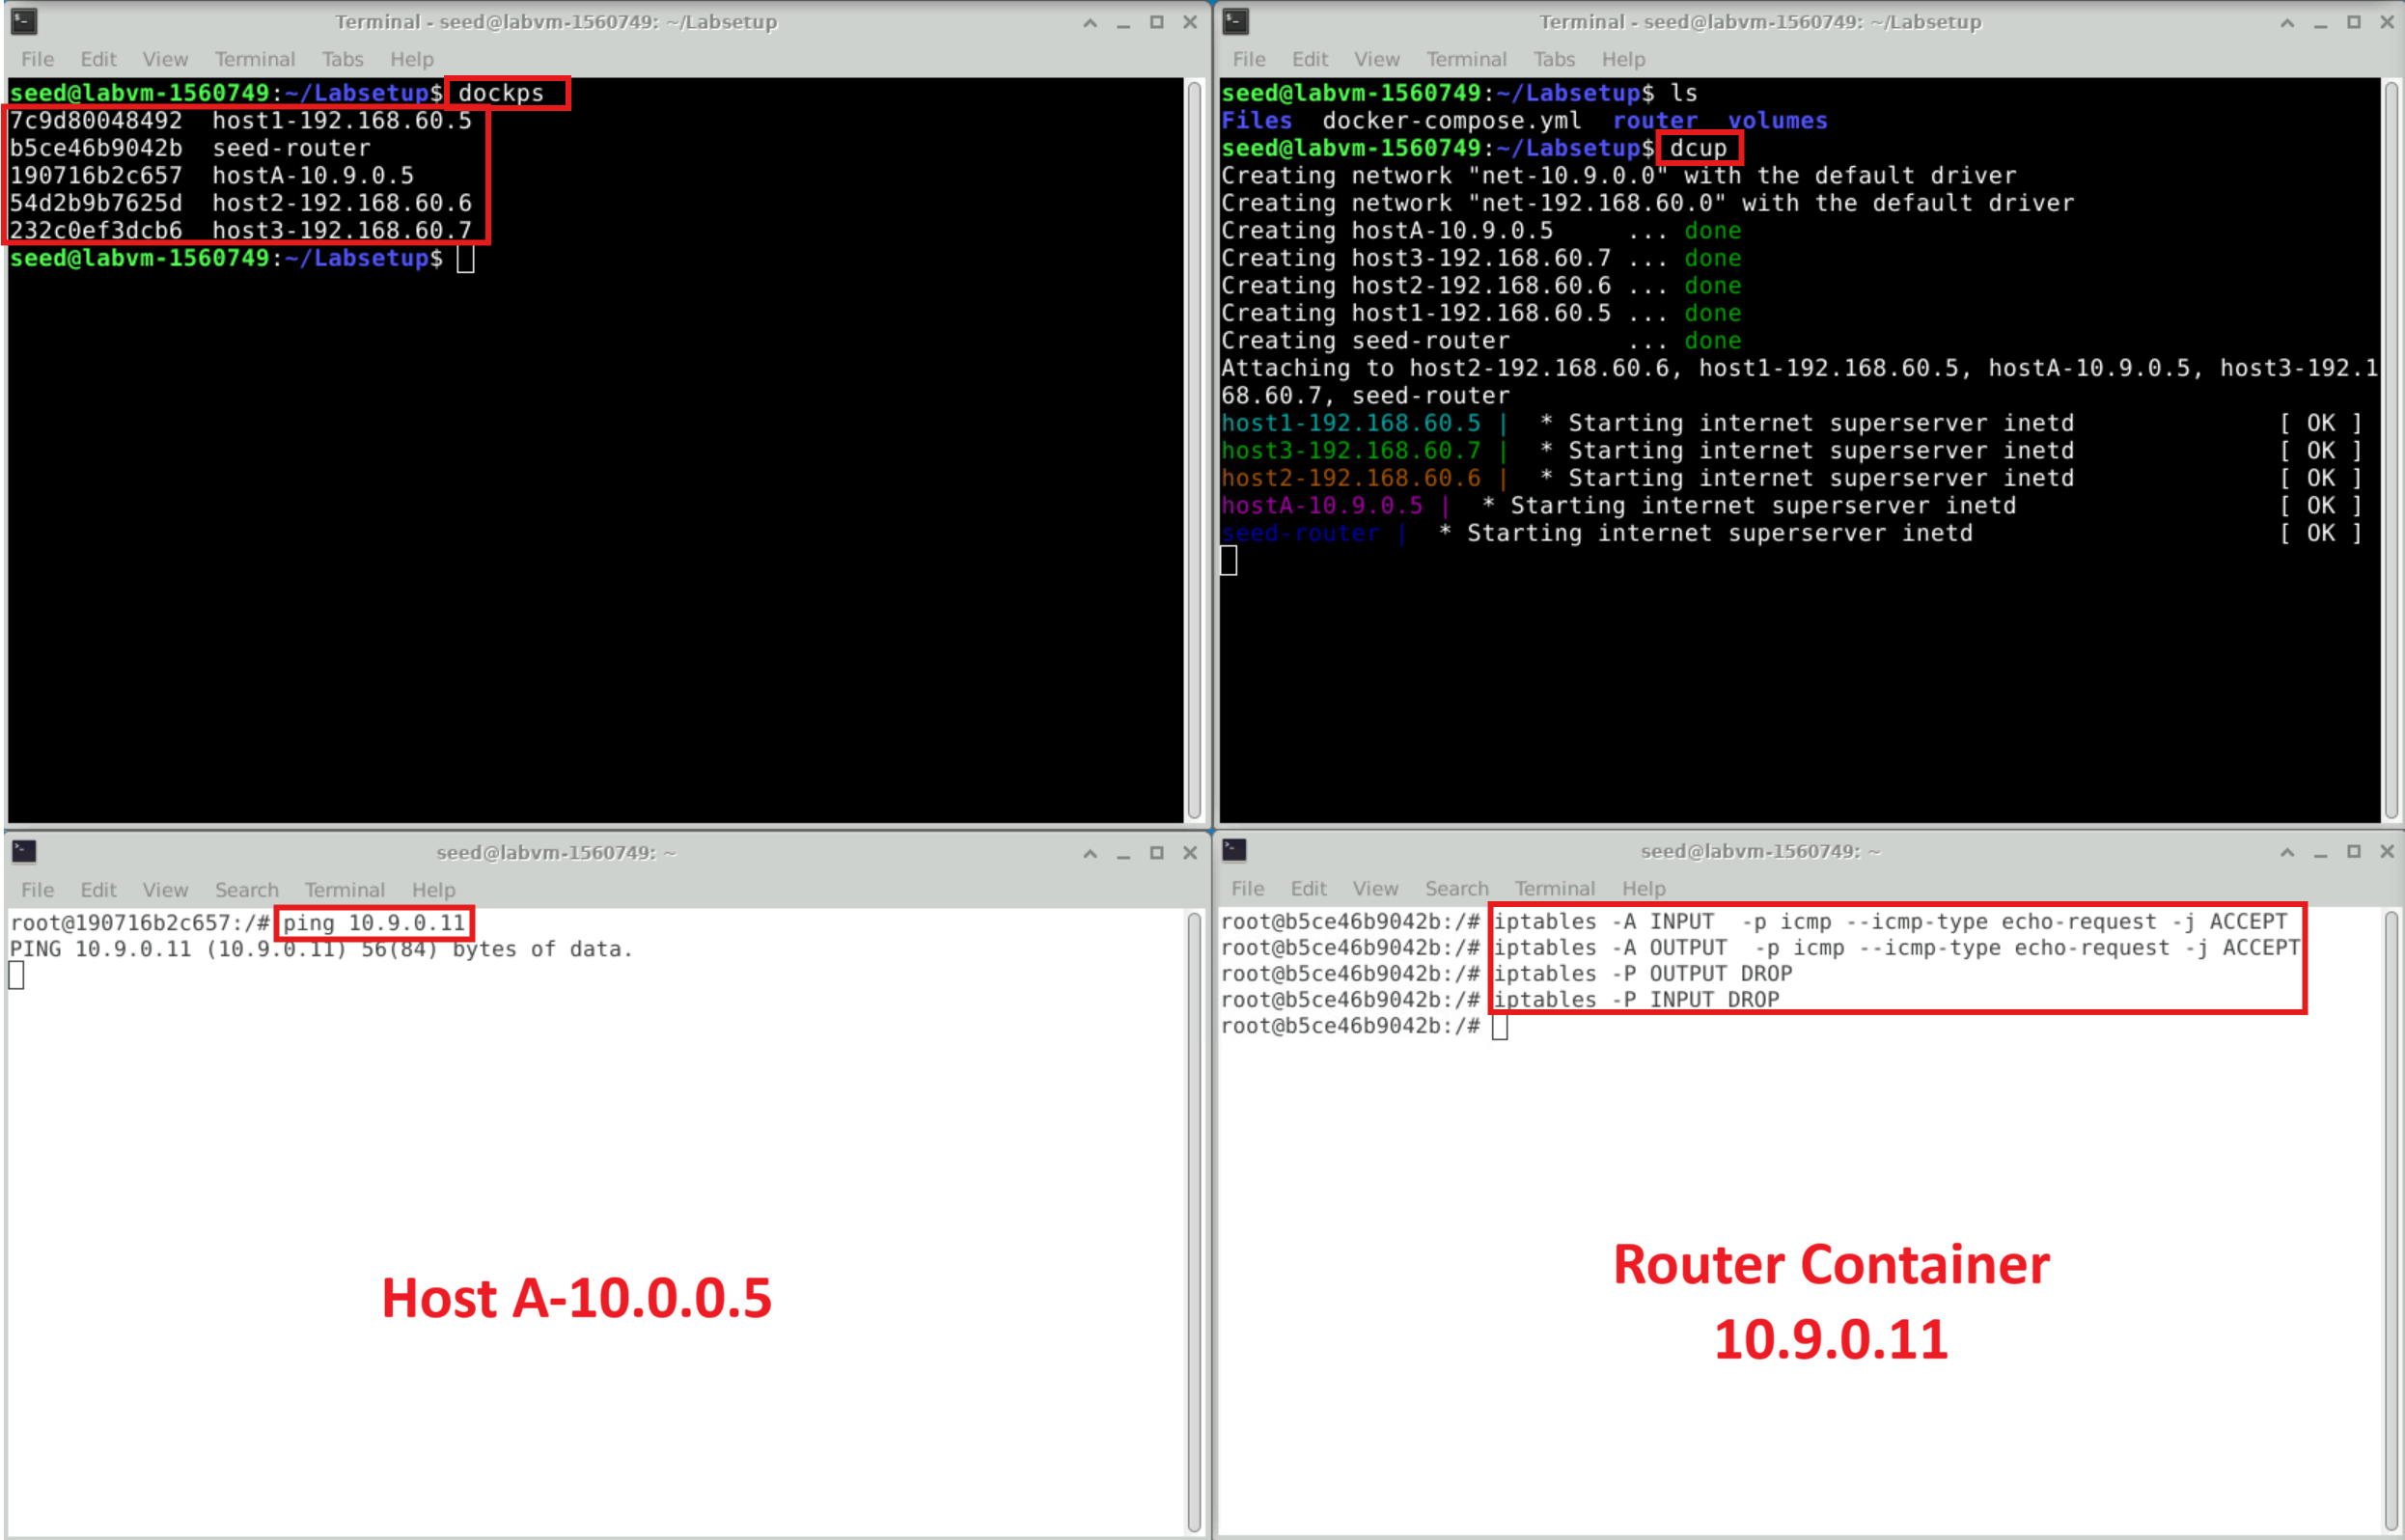 Terminal - seed@labvm-1560749: ~/Labsetup
File Edit View Terminal Tabs Help
seed@labvm-1560749:~/Labsetup$ dockps
7c9d80048492  host1-192.168.60.5
b5ce46b9042b  seed-router
190716b2c657  hostA-10.9.0.5
54d2b9b7625d  host2-192.168.60.6
232c0ef3dcb6  host3-192.168.60.7
seed@labvm-1560749:~/Labsetup$
Terminal - seed@labvm-1560749: ~/Labsetup
File Edit View Terminal Tabs Help
seed@labvm-1560749:~/Labsetup$ ls
Files  docker-compose.yml  router  volumes
seed@labvm-1560749:~/Labsetup$ dcup
Creating network "net-10.9.0.0" with the default driver
Creating network "net-192.168.60.0" with the default driver
Creating hostA-10.9.0.5     ... done
Creating host3-192.168.60.7 ... done
Creating host2-192.168.60.6 ... done
Creating host1-192.168.60.5 ... done
Creating seed-router        ... done
Attaching to host2-192.168.60.6, host1-192.168.60.5, hostA-10.9.0.5, host3-192.1
68.60.7, seed-router
host1-192.168.60.5 |  * Starting internet superserver inetd [ OK ]
host3-192.168.60.7 |  * Starting internet superserver inetd [ OK ]
host2-192.168.60.6 |  * Starting internet superserver inetd [ OK ]
hostA-10.9.0.5 |  * Starting internet superserver inetd [ OK ]
seed-router |  * Starting internet superserver inetd [ OK ]
seed@labvm-1560749: ~
File Edit View Search Terminal Help
root@190716b2c657:/# ping 10.9.0.11
PING 10.9.0.11 (10.9.0.11) 56(84) bytes of data.
Host A-10.0.0.5
seed@labvm-1560749: ~
File Edit View Search Terminal Help
root@b5ce46b9042b:/# iptables -A INPUT  -p icmp --icmp-type echo-request -j ACCEPT
root@b5ce46b9042b:/# iptables -A OUTPUT  -p icmp --icmp-type echo-request -j ACCEPT
root@b5ce46b9042b:/# iptables -P OUTPUT DROP
root@b5ce46b9042b:/# iptables -P INPUT DROP
root@b5ce46b9042b:/#
Router Container
10.9.0.11